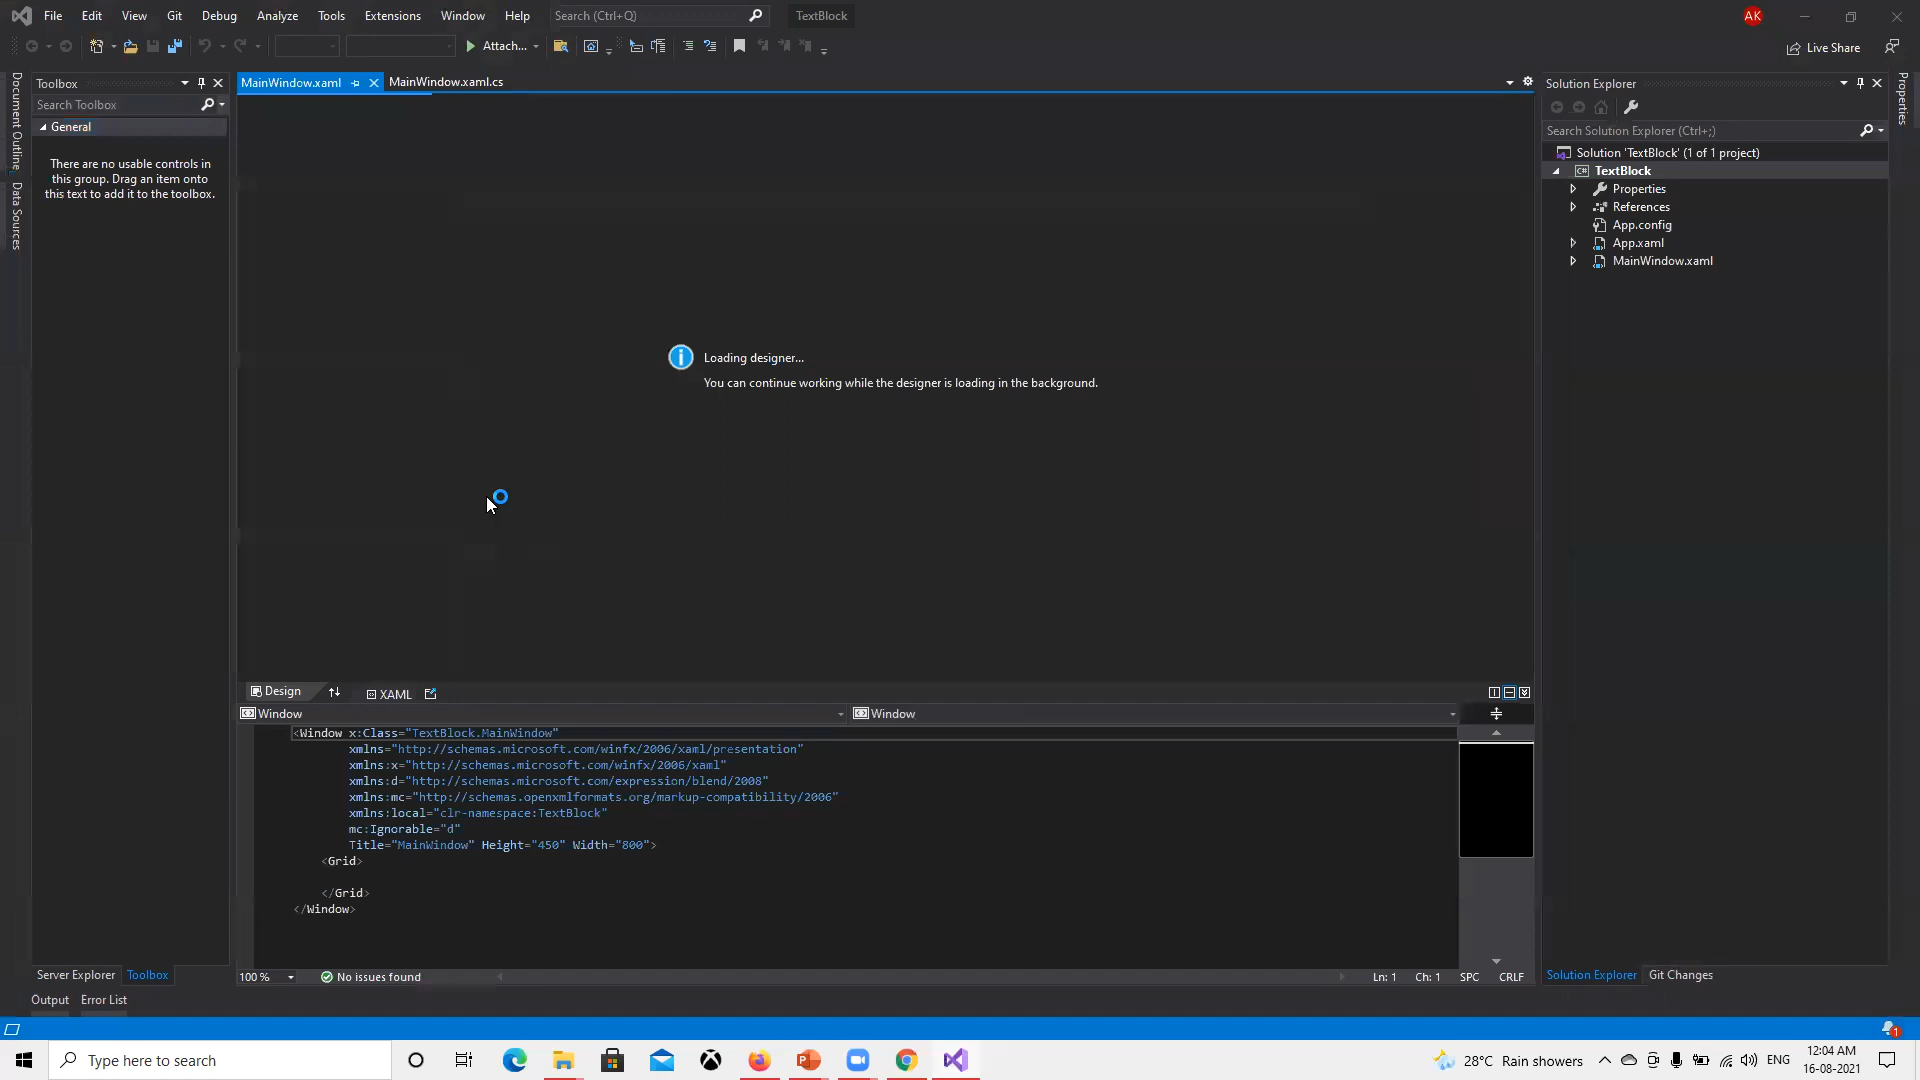 File Edit View Git Debug Analyze Tools Extensions Window Help Search (Ctrl+Q) TextBlock AK
Attach... Live Share
Document Outline
Data Sources
Toolbox
Search Toolbox
General
There are no usable controls in
this group. Drag an item onto
this text to add it to the toolbox.
MainWindow.xaml MainWindow.xaml.cs
Loading designer...
You can continue working while the designer is loading in the background.
Design XAML
Window Window
<Window x:Class="TextBlock.MainWindow"
xmlns="http://schemas.microsoft.com/winfx/2006/xaml/presentation"
xmlns:x="http://schemas.microsoft.com/winfx/2006/xaml"
xmlns:d="http://schemas.microsoft.com/expression/blend/2008"
xmlns:mc="http://schemas.openxmlformats.org/markup-compatibility/2006"
xmlns:local="clr-namespace:TextBlock"
mc:Ignorable="d"
Title="MainWindow" Height="450" Width="800">
<Grid>
</Grid>
</Window>
100 % No issues found Ln: 1 Ch: 1 SPC CRLF
Solution Explorer
Search Solution Explorer (Ctrl+;)
Solution 'TextBlock' (1 of 1 project)
C# TextBlock
Properties
References
App.config
App.xaml
MainWindow.xaml
Properties
Server Explorer Toolbox
Solution Explorer Git Changes
Output Error List
1
Type here to search
28°C Rain showers ENG 12:04 AM
16-08-2021